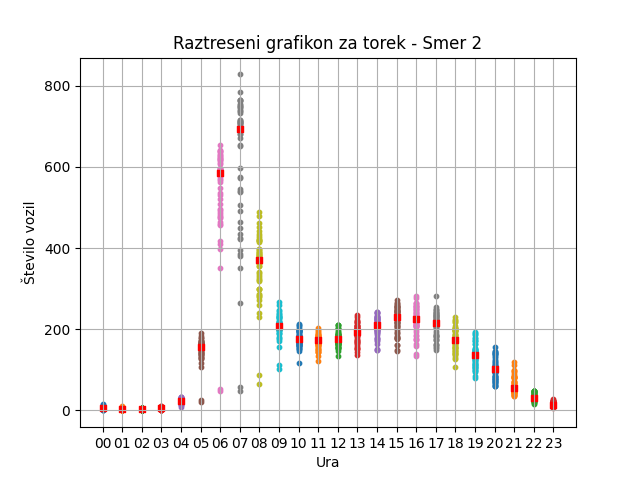 Raztreseni grafikon za torek - Smer 2
Število vozil
800
600
400
200
0
00 01 02 03 04 05 06 07 08 09 10 11 12 13 14 15 16 17 18 19 20 21 22 23
Ura